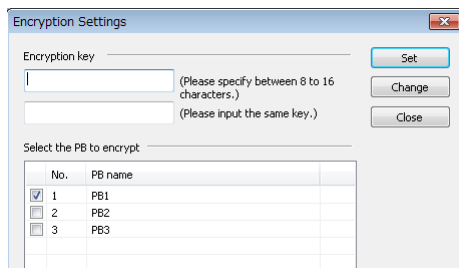 Encryption Settings
Encryption key
Set
(Please specify between 8 to 16
characters.)
Change
(Please input the same key.)
Close
Select the PB to encrypt
No. PB name
1 PB1
2 PB2
3 PB3